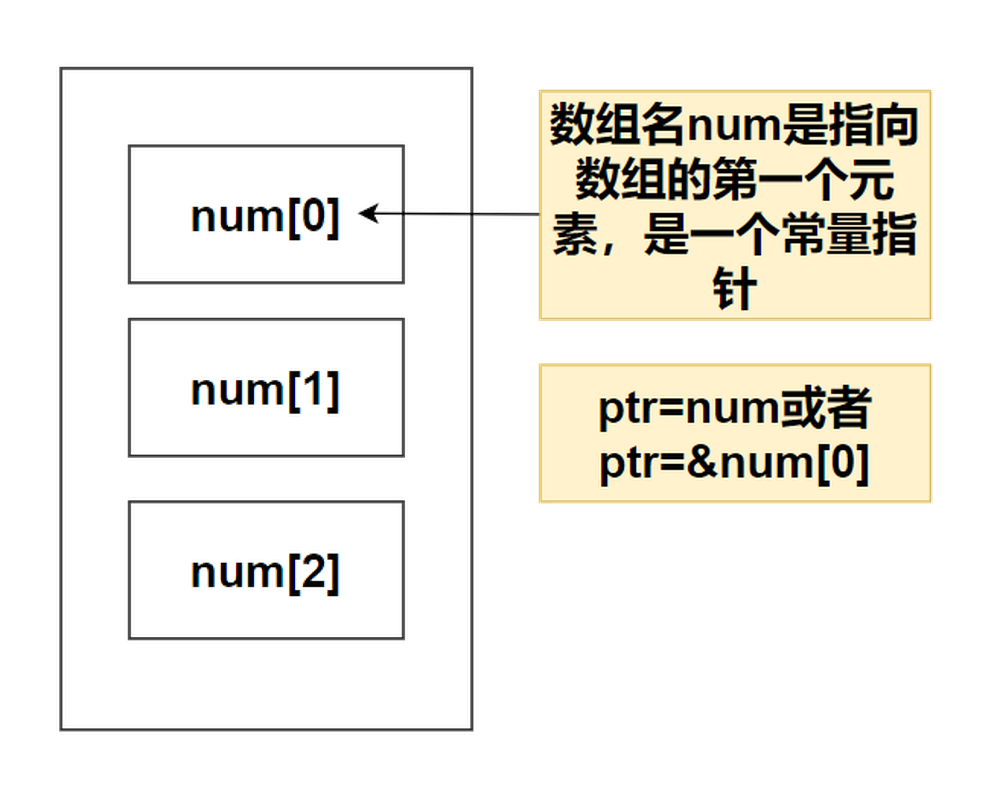 num[0]
num[1]
num[2]
数组名num是指向
数组的第一个元
素，是一个常量指
针
ptr=num或者
ptr=&num[0]